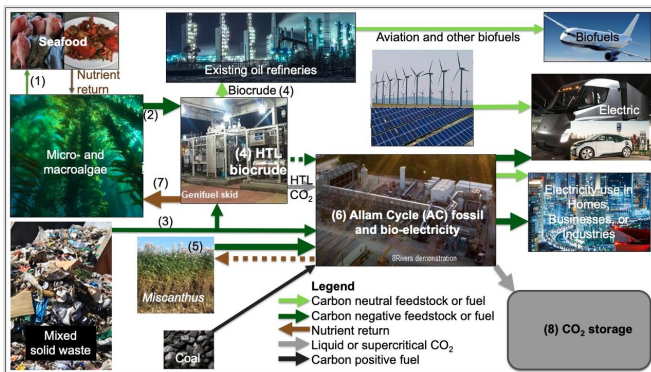 Seafood
(1)
Nutrient
return
Existing oil refineries
Aviation and other biofuels
Biofuels
Biocrude (4)
(2)
Micro- and
macroalgae
(4) HTL
biocrude
Genifuel skid
(7)
HTL
CO2
Electric
(3)
(6) Allam Cycle (AC) fossil
and bio-electricity
8Rivers demonstration
Electricity use in
Homes,
Businesses, or
Industries
(5)
Miscanthus
Mixed
solid waste
Coal
Legend
Carbon neutral feedstock or fuel
Carbon negative feedstock or fuel
Nutrient return
Liquid or supercritical CO2
Carbon positive fuel
(8) CO2 storage